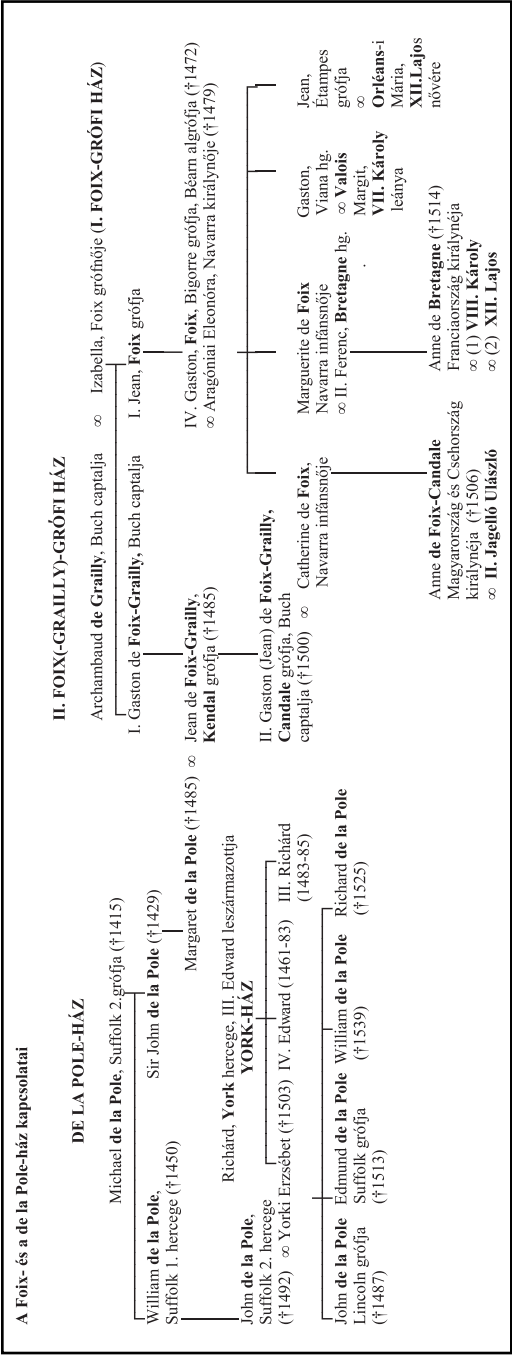 A Foix- és a de la Pole-ház kapcsolatai
DE LA POLE-HÁZ
Michael de la Pole, Suffolk 2.grófja (†1415)
William de la Pole,
Suffolk 1. hercege (†1450)
Sir John de la Pole (†1429)
Margaret de la Pole (†1485) ∞
Richárd, York hercege, III. Edward leszármazottja
YORK-HÁZ
John de la Pole,
Suffolk 2. hercege
(†1492) ∞ Yorki Erzsébet (†1503) IV. Edward (1461-83)
III. Richárd
(1483-85)
John de la Pole
Lincoln grófja
(†1487)
Edmund de la Pole
Suffolk grófja
(†1513)
William de la Pole
(†1539)
Richard de la Pole
(†1525)
II. FOIX(-GRAILLY)-GRÓFI HÁZ
Archambaud de Grailly, Buch captalja ∞ Izabella, Foix grófnője (I. FOIX-GRÓFI HÁZ)
I. Gaston de Foix-Grailly, Buch captalja
I. Jean, Foix grófja
Jean de Foix-Grailly,
Kendal grófja (†1485)
IV. Gaston, Foix, Bigorre grófja, Béarn algrófja (†1472)
∞ Aragóniai Eleonóra, Navarra királynője (†1479)
II. Gaston (Jean) de Foix-Grailly,
Candale grófja, Buch
captalja (†1500) ∞
Catherine de Foix,
Navarra infánsnője
Marguerite de Foix
Navarra infánsnője
∞ II. Ferenc, Bretagne hg.
Gaston,
Viana hg.
∞ Valois
Margit,
VII. Károly
leánya
Jean,
Étampes
grófja
∞
Orléans-i
Mária,
XII.Lajos
nővére
Anne de Foix-Candale
Magyarország és Csehország
királynéja (†1506)
∞ II. Jagelló Ulászló
Anne de Bretagne (†1514)
Franciaország királynéja
∞ (1) VIII. Károly
∞ (2) XII. Lajos